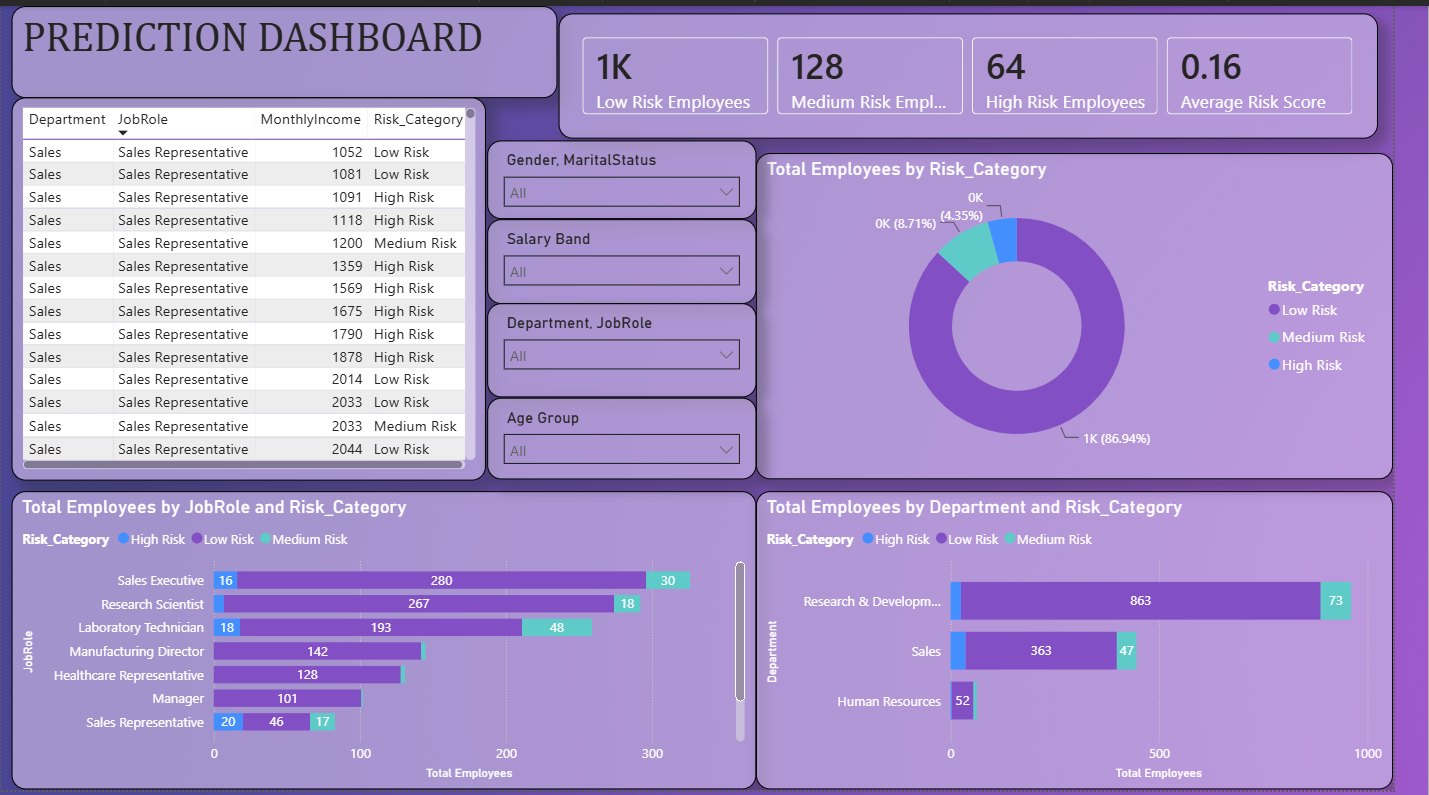 PREDICTION DASHBOARD
1K
Low Risk Employees
128
Medium Risk Empl...
64
High Risk Employees
0.16
Average Risk Score
Department JobRole MonthlyIncome Risk_Category
Sales Sales Representative 1052 Low Risk
Sales Sales Representative 1081 Low Risk
Sales Sales Representative 1091 High Risk
Sales Sales Representative 1118 High Risk
Sales Sales Representative 1200 Medium Risk
Sales Sales Representative 1359 High Risk
Sales Sales Representative 1569 High Risk
Sales Sales Representative 1675 High Risk
Sales Sales Representative 1790 High Risk
Sales Sales Representative 1878 High Risk
Sales Sales Representative 2014 Low Risk
Sales Sales Representative 2033 Low Risk
Sales Sales Representative 2033 Medium Risk
Sales Sales Representative 2044 Low Risk
Gender, MaritalStatus
All
Salary Band
All
Department, JobRole
All
Age Group
All
Total Employees by Risk_Category
0K
(4.35%)
0K (8.71%)
1K (86.94%)
Risk_Category
Low Risk
Medium Risk
High Risk
Total Employees by JobRole and Risk_Category
Risk_Category High Risk Low Risk Medium Risk
JobRole
Sales Executive 16 280 30
Research Scientist 267 18
Laboratory Technician 18 193 48
Manufacturing Director 142
Healthcare Representative 128
Manager 101
Sales Representative 20 46 17
0 100 200 300
Total Employees
Total Employees by Department and Risk_Category
Risk_Category High Risk Low Risk Medium Risk
Department
Research & Developm... 863 73
Sales 363 47
Human Resources 52
0 500 1000
Total Employees